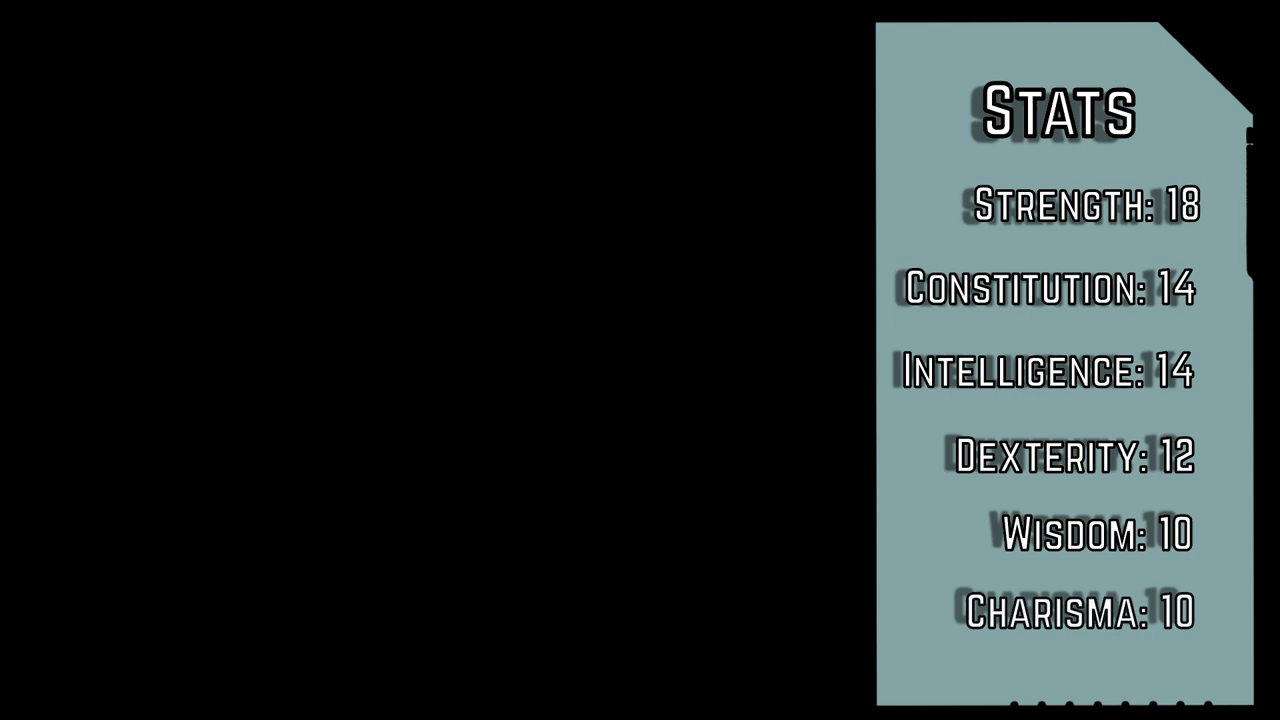 Stats
Strength: 18
Constitution: 14
Intelligence: 14
Dexterity: 12
Wisdom: 10
Charisma: 10